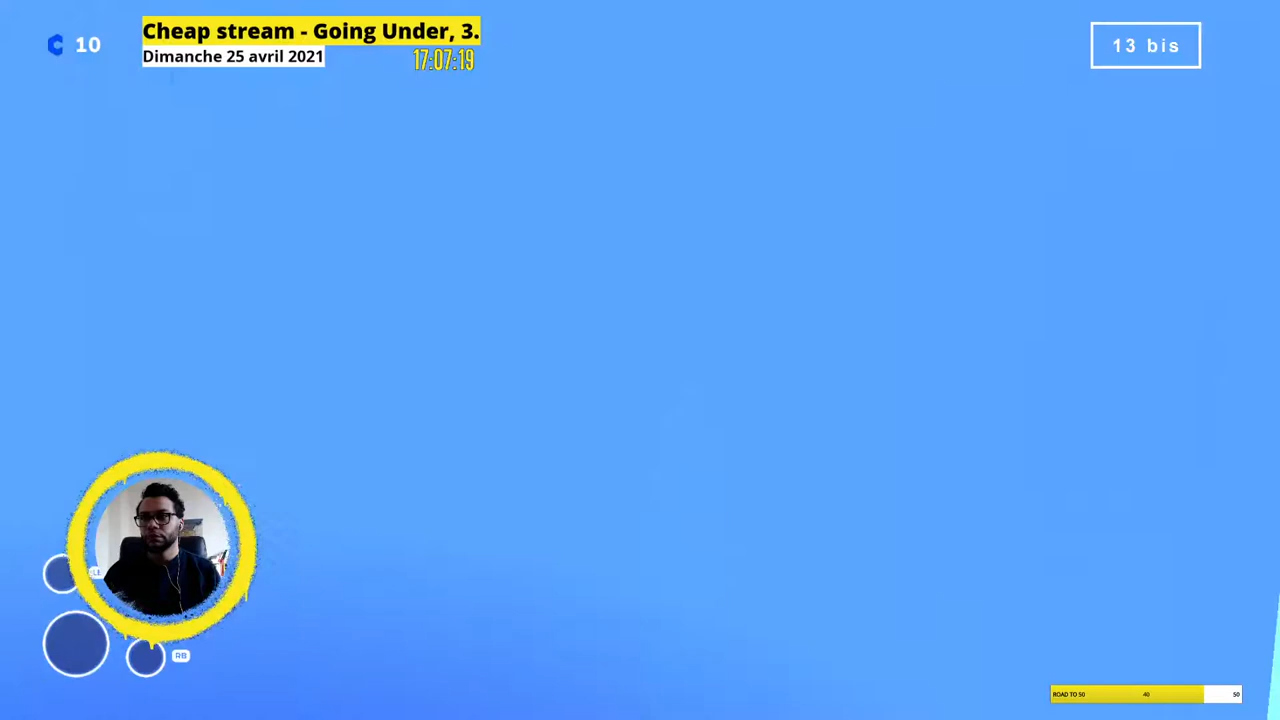 10
Cheap stream - Going Under, 3.
Dimanche 25 avril 2021
17:07:19
13 bis
RB
ROAD TO 50 40 50